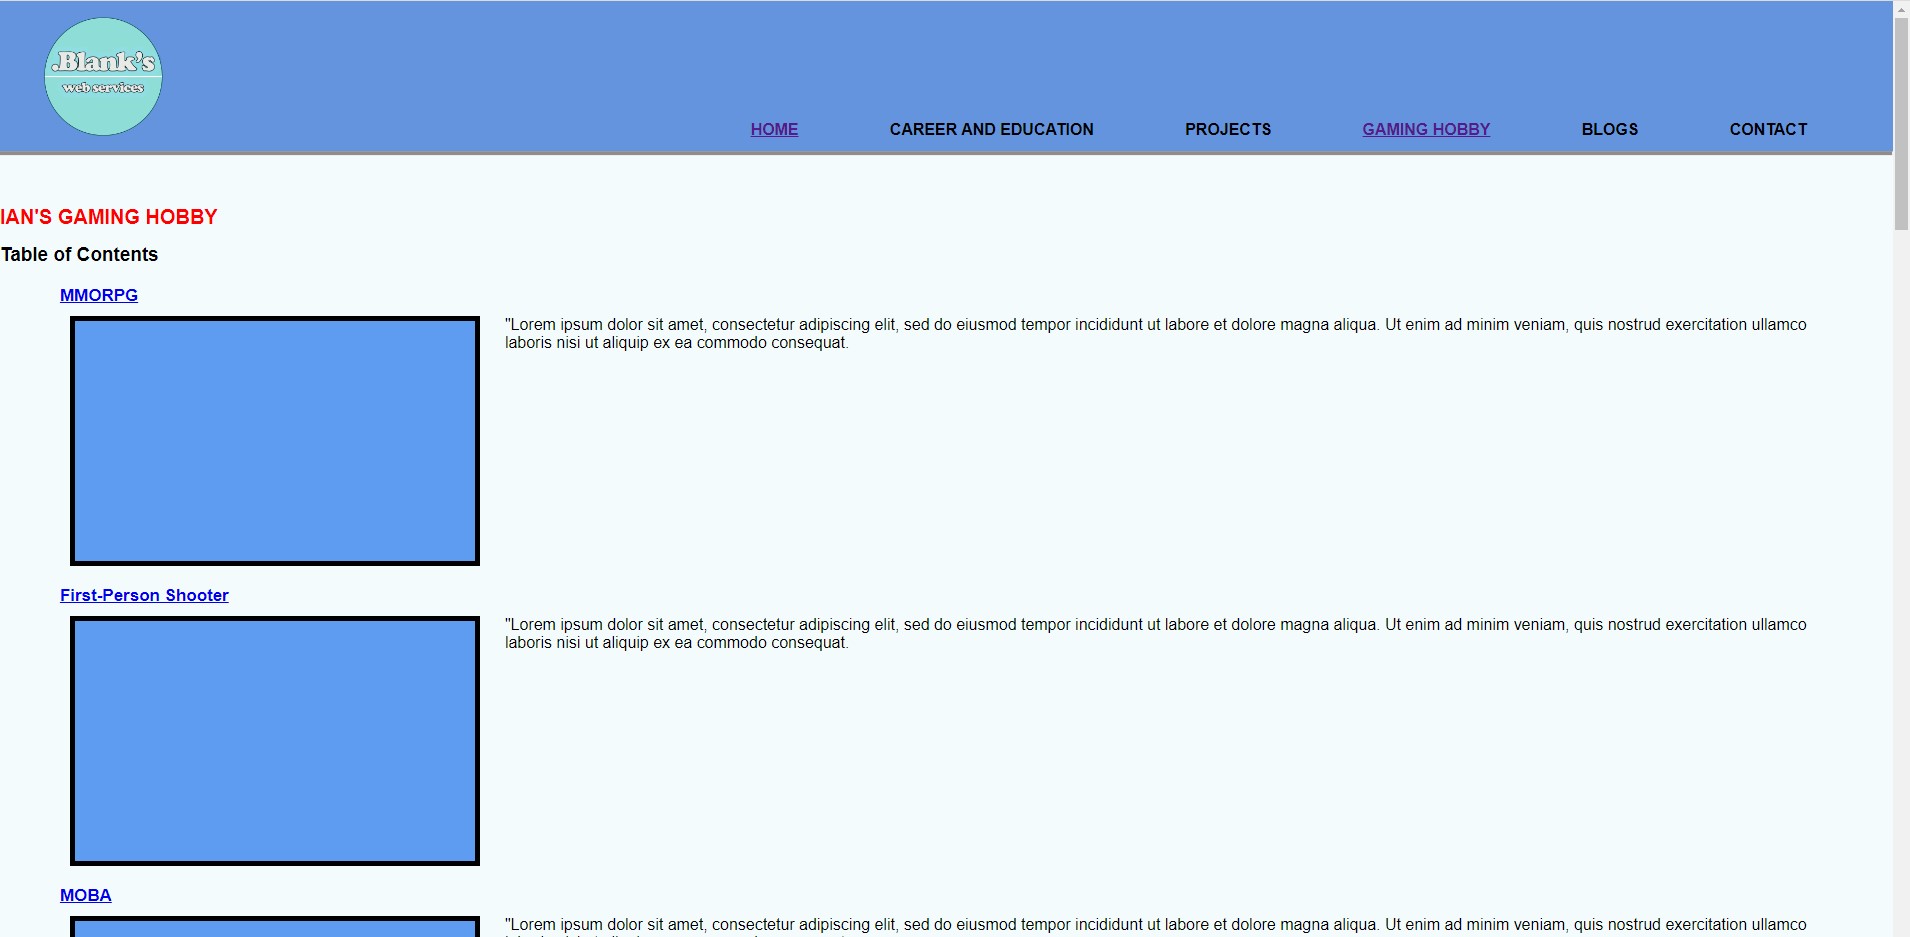 .Blank's
web services
HOME CAREER AND EDUCATION PROJECTS GAMING HOBBY BLOGS CONTACT
IAN'S GAMING HOBBY
Table of Contents
MMORPG
"Lorem ipsum dolor sit amet, consectetur adipiscing elit, sed do eiusmod tempor incididunt ut labore et dolore magna aliqua. Ut enim ad minim veniam, quis nostrud exercitation ullamco
laboris nisi ut aliquip ex ea commodo consequat.
First-Person Shooter
"Lorem ipsum dolor sit amet, consectetur adipiscing elit, sed do eiusmod tempor incididunt ut labore et dolore magna aliqua. Ut enim ad minim veniam, quis nostrud exercitation ullamco
laboris nisi ut aliquip ex ea commodo consequat.
MOBA
"Lorem ipsum dolor sit amet, consectetur adipiscing elit, sed do eiusmod tempor incididunt ut labore et dolore magna aliqua. Ut enim ad minim veniam, quis nostrud exercitation ullamco